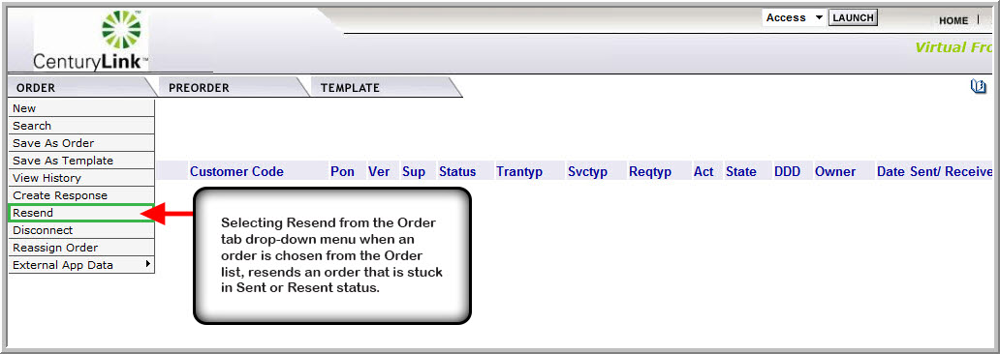 Access LAUNCH HOME |
CenturyLink™
Virtual Fro
ORDER PREORDER TEMPLATE
New
Search
Save As Order
Save As Template
View History
Create Response
Resend
Disconnect
Reassign Order
External App Data
Customer Code Pon Ver Sup Status Trantyp Svctyp Reqtyp Act State DDD Owner Date Sent/ Receive
Selecting Resend from the Order
tab drop-down menu when an
order is chosen from the Order
list, resends an order that is stuck
in Sent or Resent status.